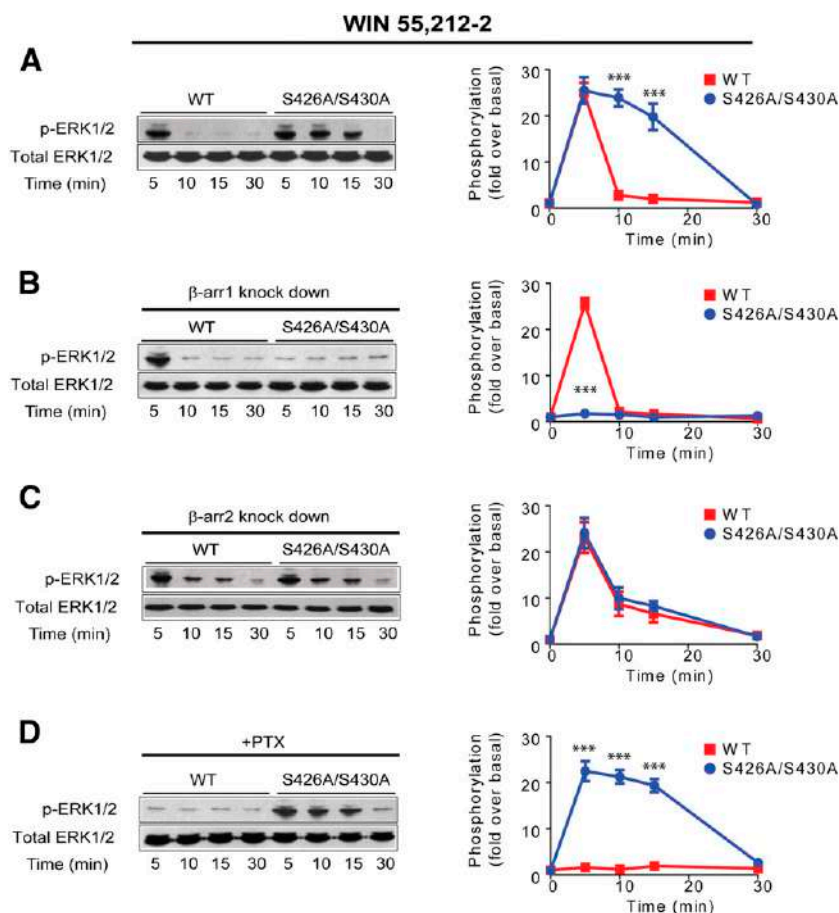 WIN 55,212-2
A
WT S426A/S430A
p-ERK1/2
Total ERK1/2
Time (min) 5 10 15 30 5 10 15 30
Phosphorylation
(fold over basal)
30
20
10
0
0 10 20 30
Time (min)
*** ***
WT
S426A/S430A
B
β-arr1 knock down
WT S426A/S430A
p-ERK1/2
Total ERK1/2
Time (min) 5 10 15 30 5 10 15 30
Phosphorylation
(fold over basal)
30
20
10
0
0 10 20 30
Time (min)
***
WT
S426A/S430A
C
β-arr2 knock down
WT S426A/S430A
p-ERK1/2
Total ERK1/2
Time (min) 5 10 15 30 5 10 15 30
Phosphorylation
(fold over basal)
30
20
10
0
0 10 20 30
Time (min)
WT
S426A/S430A
D
+PTX
WT S426A/S430A
p-ERK1/2
Total ERK1/2
Time (min) 5 10 15 30 5 10 15 30
Phosphorylation
(fold over basal)
30
20
10
0
0 10 20 30
Time (min)
*** *** ***
WT
S426A/S430A